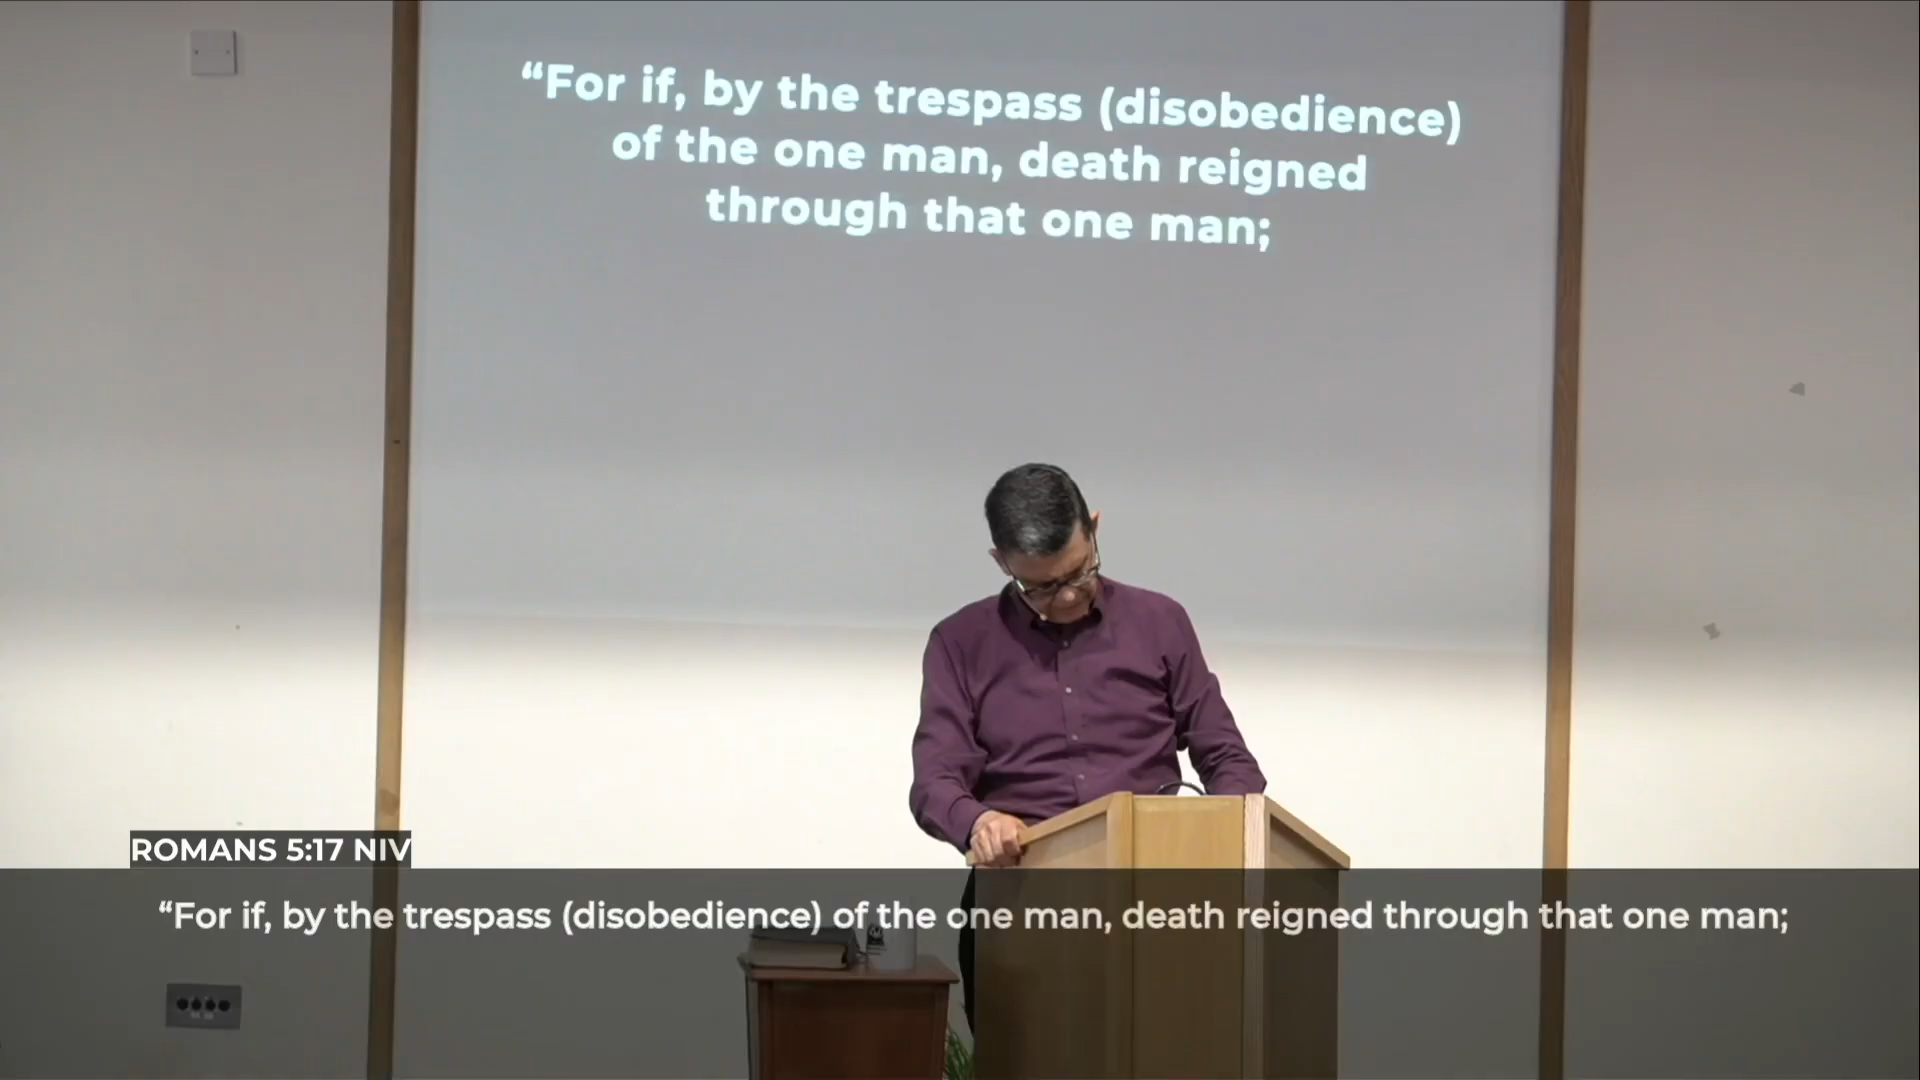 “For if, by the trespass (disobedience)
of the one man, death reigned
through that one man;
ROMANS 5:17 NIV
“For if, by the trespass (disobedience) of the one man, death reigned through that one man;